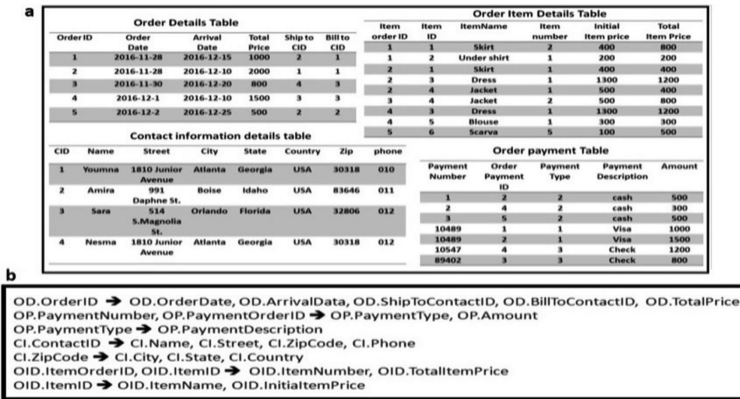 a
Order Details Table
Order ID Order Date Arrival Date Total Price Ship to CID Bill to CID
1 2016-11-28 2016-12-15 1000 2 1
2 2016-11-28 2016-12-10 2000 1 1
3 2016-11-30 2016-12-20 800 4 3
4 2016-12-1 2016-12-10 1500 3 3
5 2016-12-2 2016-12-25 500 2 2
Order Item Details Table
Item order ID Item ID ItemName Item number Initial Item price Total Item Price
1 1 Skirt 2 400 800
1 2 Under shirt 1 200 200
2 1 Skirt 1 400 400
2 3 Dress 1 1300 1200
2 4 Jacket 1 500 400
3 4 Jacket 2 500 800
4 3 Dress 1 1300 1200
4 5 Blouse 1 300 300
5 6 Scarva 5 100 500
Contact information details table
CID Name Street City State Country Zip phone
1 Youmna 1810 Junior Avenue Atlanta Georgia USA 30318 010
2 Amira 991 Daphne St. Boise Idaho USA 83646 011
3 Sara 514 S.Magnolia St. Orlando Florida USA 32806 012
4 Nesma 1810 Junior Avenue Atlanta Georgia USA 30318 012
Order payment Table
Payment Number Order Payment ID Payment Type Payment Description Amount
1 2 2 cash 500
2 4 2 cash 300
3 5 2 cash 500
10489 1 1 Visa 1000
10489 2 1 Visa 1500
10547 4 3 Check 1200
89402 3 3 Check 800
b
OD.OrderID ➔ OD.OrderDate, OD.ArrivalData, OD.ShipToContactID, OD.BillToContactID, OD.TotalPrice
OP.PaymentNumber, OP.PaymentOrderID ➔ OP.PaymentType, OP.Amount
OP.PaymentType ➔ OP.PaymentDescription
CI.ContactID ➔ CI.Name, CI.Street, CI.ZipCode, CI.Phone
CI.ZipCode ➔ CI.City, CI.State, CI.Country
OID.ItemOrderID, OID.ItemID ➔ OID.ItemNumber, OID.TotalItemPrice
OID.ItemID ➔ OID.ItemName, OID.InitialItemPrice